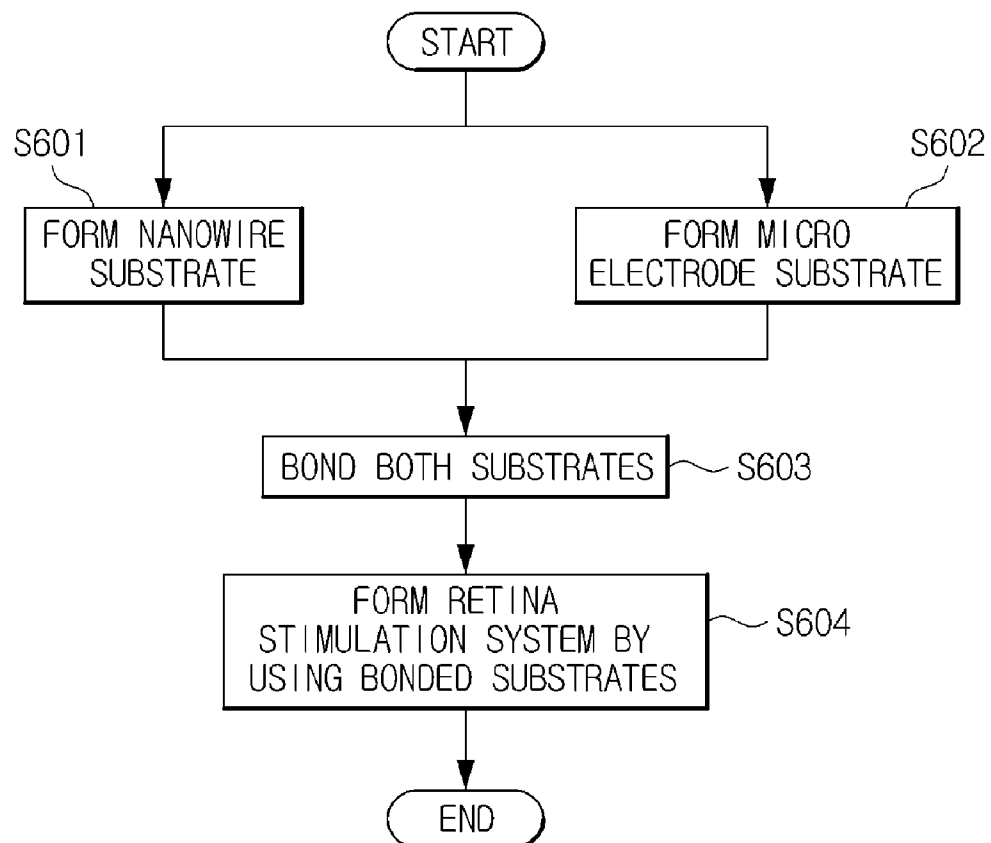 START
S601
S602
FORM NANOWIRE
SUBSTRATE
FORM MICRO
ELECTRODE SUBSTRATE
BOND BOTH SUBSTRATES
S603
FORM RETINA
STIMULATION SYSTEM BY
USING BONDED SUBSTRATES
S604
END